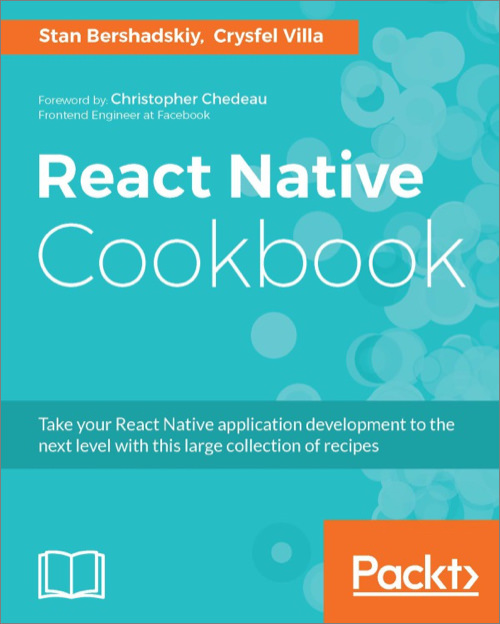 Stan Bershadskiy, Crysfel Villa
Foreword by: Christopher Chedeau
Frontend Engineer at Facebook
React Native
Cookbook
Take your React Native application development to the
next level with this large collection of recipes
Packt>